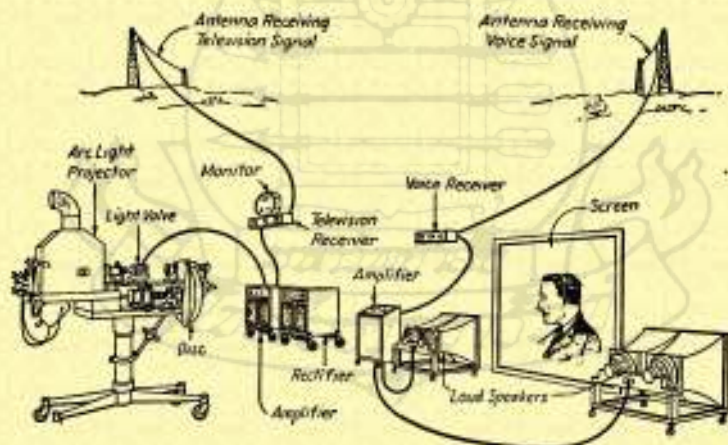 Antenna Receiving
Television Signal
Antenna Receiving
Voice Signal
Arc Light
Projector
Monitor
Light Valve
Television
Receiver
Voice Receiver
Screen
Amplifier
Disc
Rectifier
Loud Speakers
Amplifier